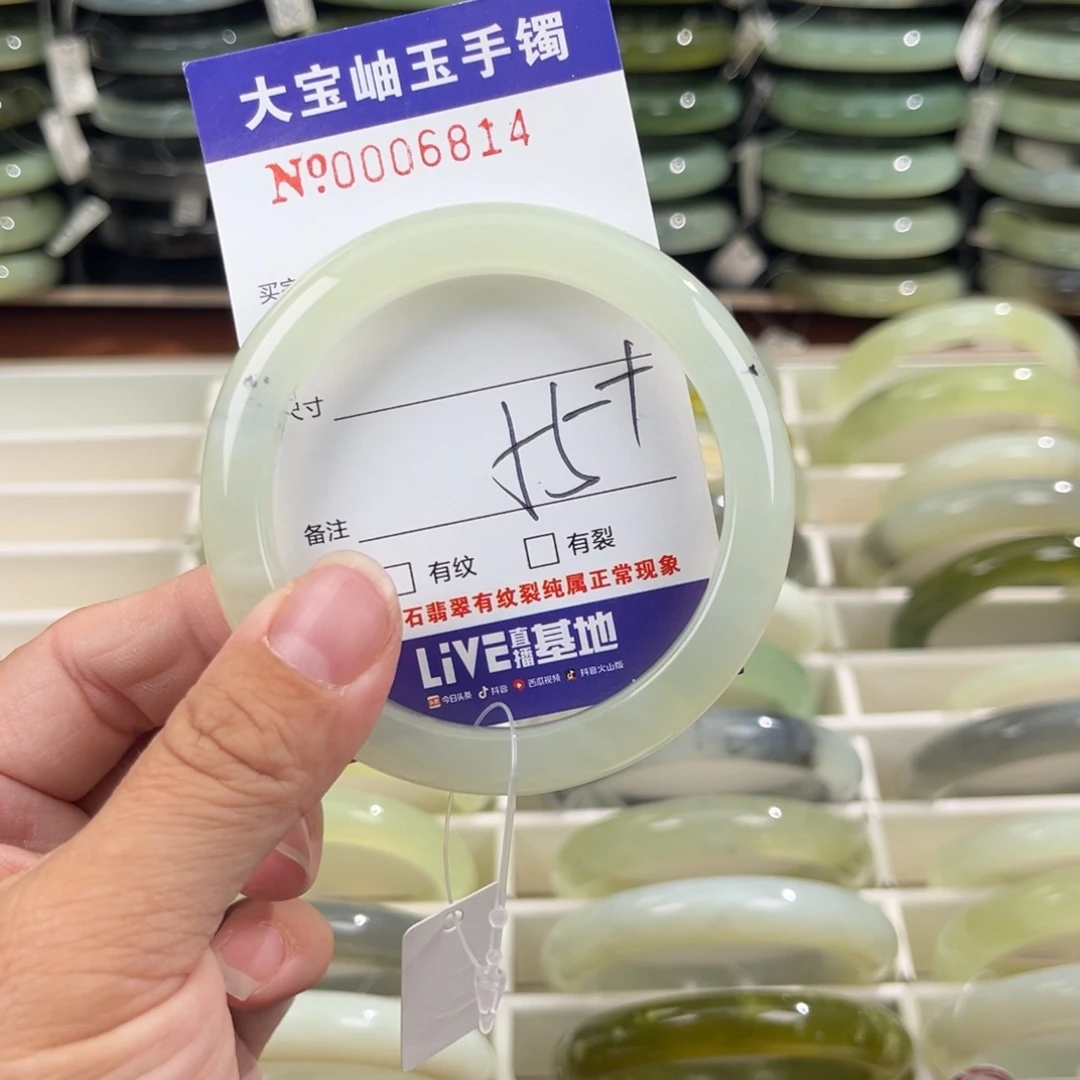 大宝岫玉手镯
Nº0006814
尺寸
备注
有纹 有裂
石翡翠有纹裂纯属正常现象
LiVE直播基地
今日头条 抖音 西瓜视频 抖音火山版